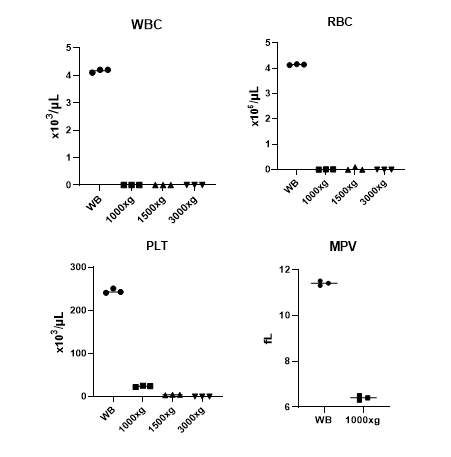 WBC
x10³/µL
5
4
3
2
1
0
WB
1000xg
1500xg
3000xg
RBC
x10⁶/µL
5
4
3
2
1
0
WB
1000xg
1500xg
3000xg
PLT
x10³/µL
300
200
100
0
WB
1000xg
1500xg
3000xg
MPV
fL
12
10
8
6
WB
1000xg